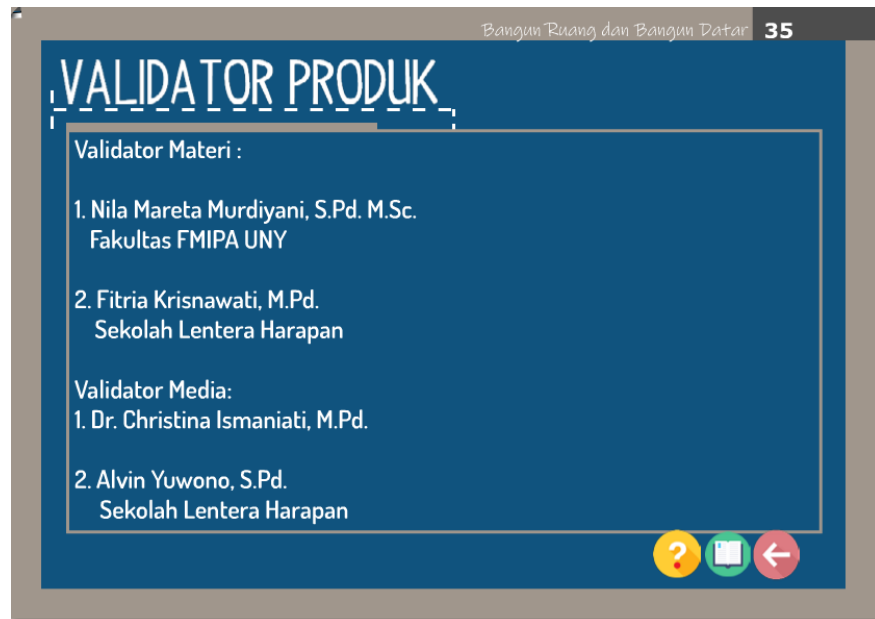 Bangun Ruang dan Bangun Datar 35
VALIDATOR PRODUK
Validator Materi :
1. Nila Mareta Murdiyani, S.Pd. M.Sc.
Fakultas FMIPA UNY
2. Fitria Krisnawati, M.Pd.
Sekolah Lentera Harapan
Validator Media:
1. Dr. Christina Ismaniati, M.Pd.
2. Alvin Yuwono, S.Pd.
Sekolah Lentera Harapan
?